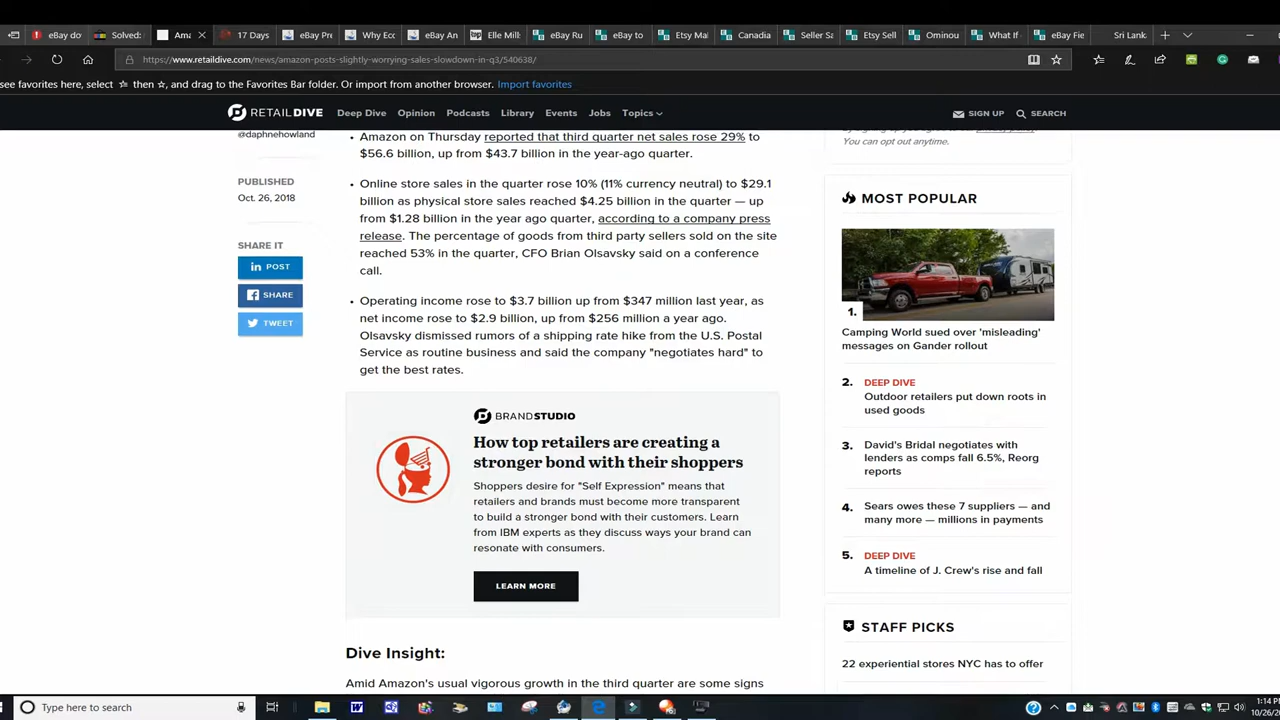 eBay do
Solved:
Ama
17 Days
eBay Pre
Why Eco
eBay An
Elle Mill
eBay Ru
eBay to
Etsy Mal
Canadia
Seller Sa
Etsy Sell
Ominou
What If
eBay Fie
Sri Lank
https://www.retaildive.com/news/amazon-posts-slightly-worrying-sales-slowdown-in-q3/540638/
see favorites here, select ☆ then ☆, and drag to the Favorites Bar folder. Or import from another browser. Import favorites
RETAILDIVE Deep Dive Opinion Podcasts Library Events Jobs Topics SIGN UP SEARCH
@daphnehowland
PUBLISHED
Oct. 26, 2018
SHARE IT
POST
SHARE
TWEET
• Amazon on Thursday reported that third quarter net sales rose 29% to
$56.6 billion, up from $43.7 billion in the year-ago quarter.
• Online store sales in the quarter rose 10% (11% currency neutral) to $29.1
billion as physical store sales reached $4.25 billion in the quarter — up
from $1.28 billion in the year ago quarter, according to a company press
release. The percentage of goods from third party sellers sold on the site
reached 53% in the quarter, CFO Brian Olsavsky said on a conference
call.
• Operating income rose to $3.7 billion up from $347 million last year, as
net income rose to $2.9 billion, up from $256 million a year ago.
Olsavsky dismissed rumors of a shipping rate hike from the U.S. Postal
Service as routine business and said the company "negotiates hard" to
get the best rates.
BRANDSTUDIO
How top retailers are creating a
stronger bond with their shoppers
Shoppers desire for "Self Expression" means that
retailers and brands must become more transparent
to build a stronger bond with their customers. Learn
from IBM experts as they discuss ways your brand can
resonate with consumers.
LEARN MORE
Dive Insight:
Amid Amazon's usual vigorous growth in the third quarter are some signs
You can opt out anytime.
MOST POPULAR
1.
Camping World sued over 'misleading'
messages on Gander rollout
2. DEEP DIVE
Outdoor retailers put down roots in
used goods
3. David's Bridal negotiates with
lenders as comps fall 6.5%, Reorg
reports
4. Sears owes these 7 suppliers — and
many more — millions in payments
5. DEEP DIVE
A timeline of J. Crew's rise and fall
STAFF PICKS
22 experiential stores NYC has to offer
Type here to search
1:14 PM
10/26/20